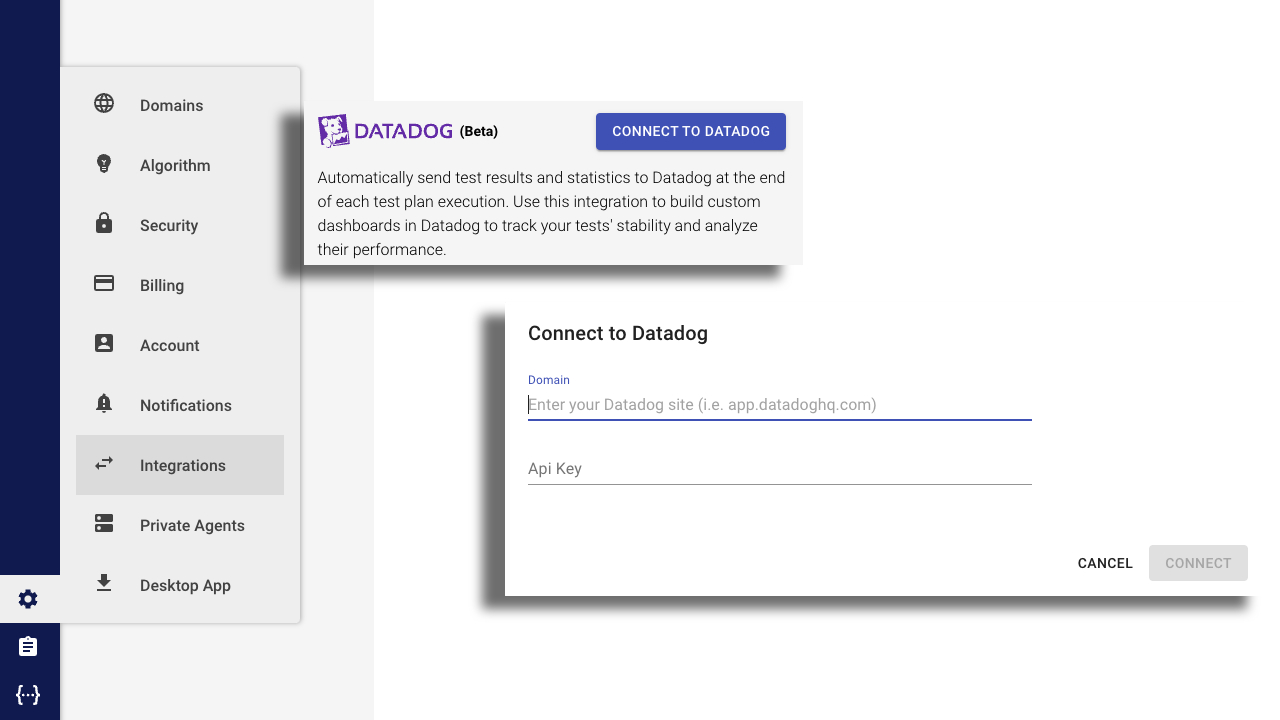 Domains
Algorithm
Security
Billing
Account
Notifications
Integrations
Private Agents
Desktop App
DATADOG (Beta)
CONNECT TO DATADOG
Automatically send test results and statistics to Datadog at the end
of each test plan execution. Use this integration to build custom
dashboards in Datadog to track your tests' stability and analyze
their performance.
Connect to Datadog
Domain
Enter your Datadog site (i.e. app.datadoghq.com)
Api Key
CANCEL
CONNECT